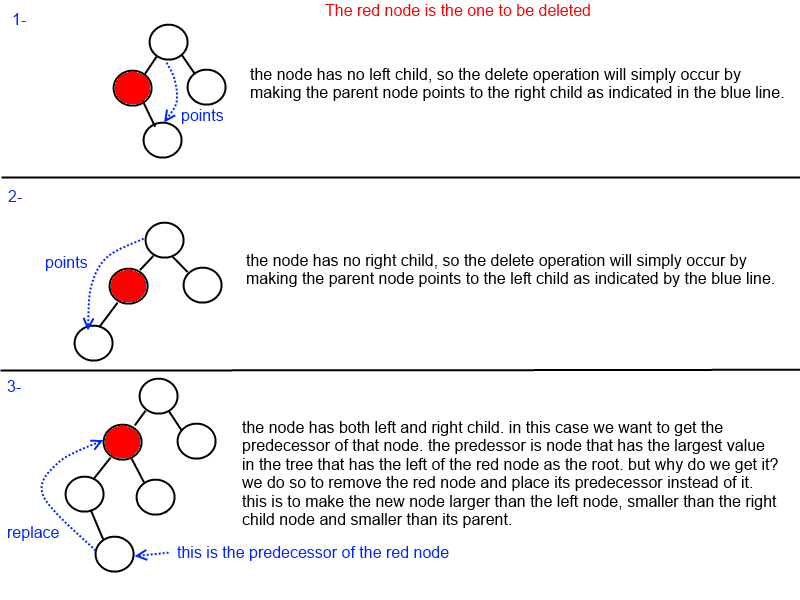 The red node is the one to be deleted
1-
the node has no left child, so the delete operation will simply occur by
making the parent node points to the right child as indicated in the blue line.
points
2-
points
the node has no right child, so the delete operation will simply occur by
making the parent node points to the left child as indicated by the blue line.
3-
the node has both left and right child. in this case we want to get the
predecessor of that node. the predessor is node that has the largest value
in the tree that has the left of the red node as the root. but why do we get it?
we do so to remove the red node and place its predecessor instead of it.
this is to make the new node larger than the left node, smaller than the right
child node and smaller than its parent.
replace
this is the predecessor of the red node